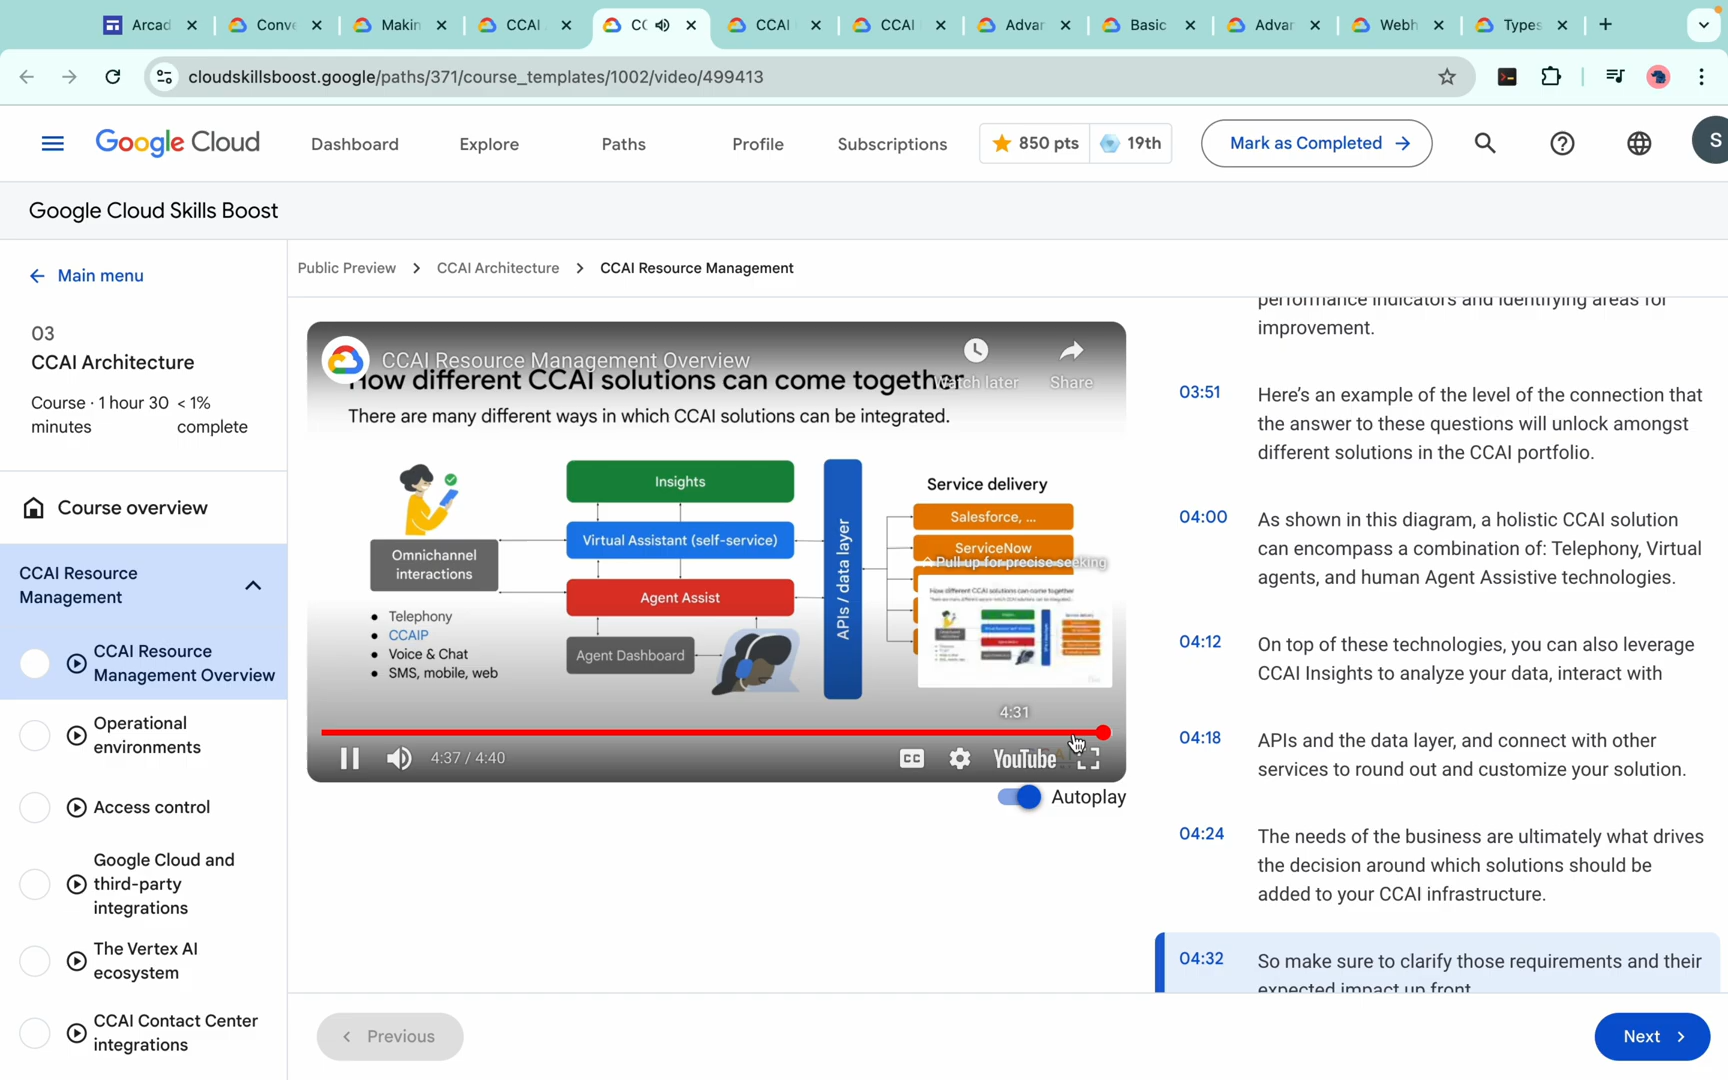 Arcad
Conve
Makin
CCAI
CC
CCAI
CCAI
Advar
Basic
Advar
Webh
Types
cloudskillsboost.google/paths/371/course_templates/1002/video/499413
Google Cloud
Dashboard
Explore
Paths
Profile
Subscriptions
850 pts
19th
Mark as Completed
S
Google Cloud Skills Boost
Main menu
03
CCAI Architecture
Course · 1 hour 30 minutes
< 1% complete
Course overview
CCAI Resource
Management
CCAI Resource
Management Overview
Operational
environments
Access control
Google Cloud and
third-party
integrations
The Vertex AI
ecosystem
CCAI Contact Center
integrations
Public Preview > CCAI Architecture > CCAI Resource Management
CCAI Resource Management Overview
Watch later
Share
How different CCAI solutions can come together
There are many different ways in which CCAI solutions can be integrated.
Omnichannel
interactions
• Telephony
• CCAIP
• Voice & Chat
• SMS, mobile, web
Insights
Virtual Assistant (self-service)
Agent Assist
Agent Dashboard
APIs / data layer
Service delivery
Salesforce, ...
ServiceNow
Pull up for precise seeking
4:31
4:37 / 4:40
CC
YouTube
Autoplay
performance indicators and identifying areas for
improvement.
03:51
Here's an example of the level of the connection that
the answer to these questions will unlock amongst
different solutions in the CCAI portfolio.
04:00
As shown in this diagram, a holistic CCAI solution
can encompass a combination of: Telephony, Virtual
agents, and human Agent Assistive technologies.
04:12
On top of these technologies, you can also leverage
CCAI Insights to analyze your data, interact with
04:18
APIs and the data layer, and connect with other
services to round out and customize your solution.
04:24
The needs of the business are ultimately what drives
the decision around which solutions should be
added to your CCAI infrastructure.
04:32
So make sure to clarify those requirements and their
expected impact up front.
Previous
Next